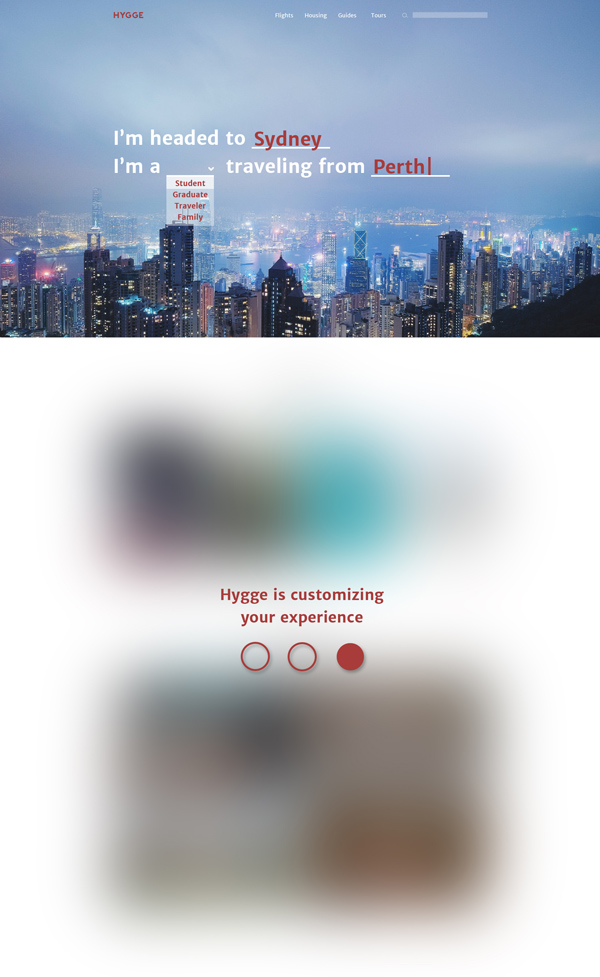 HYGGE Flights Housing Guides Tours
I’m headed to Sydney
I’m a traveling from Perth
Student
Graduate
Traveler
Family
Hygge is customizing
your experience